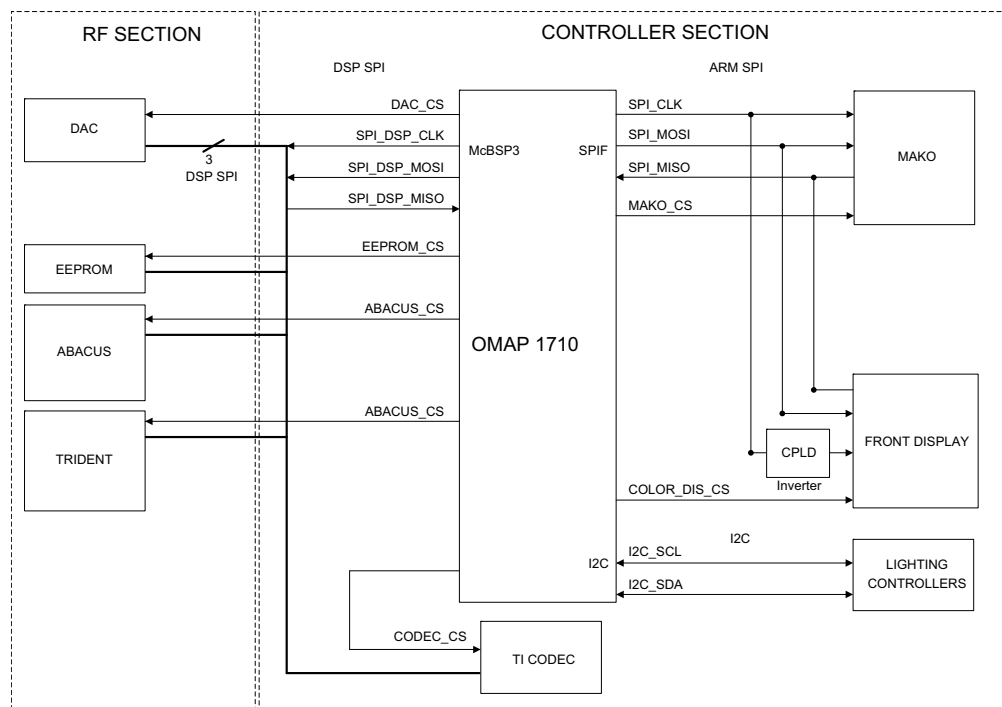 RF SECTION
CONTROLLER SECTION
DSP SPI
ARM SPI
DAC
3
DSP SPI
DAC_CS
SPI_DSP_CLK
SPI_DSP_MOSI
SPI_DSP_MISO
McBSP3
SPIF
SPI_CLK
SPI_MOSI
SPI_MISO
MAKO_CS
MAKO
EEPROM
EEPROM_CS
ABACUS
ABACUS_CS
OMAP 1710
TRIDENT
ABACUS_CS
FRONT DISPLAY
CPLD
Inverter
COLOR_DIS_CS
I2C
I2C
I2C_SCL
I2C_SDA
LIGHTING
CONTROLLERS
CODEC_CS
TI CODEC